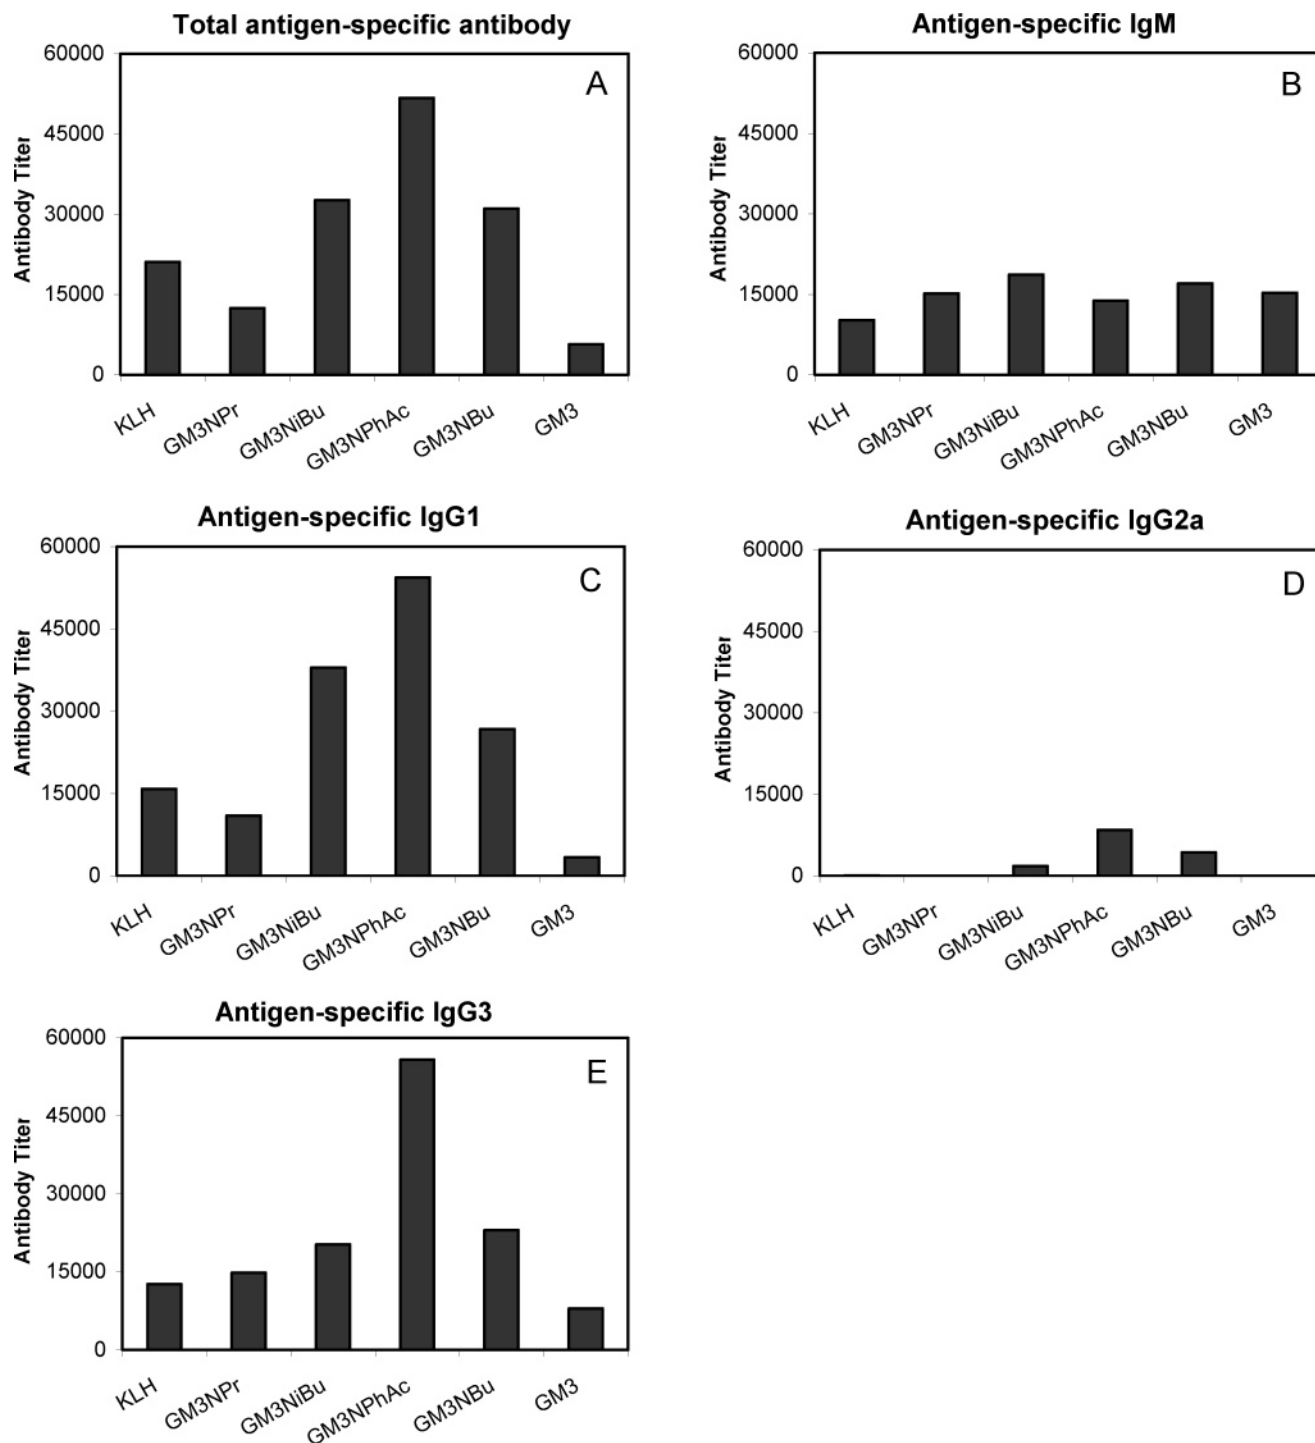 Total antigen-specific antibody
A
Antibody Titer
60000
45000
30000
15000
0
KLH
GM3NPr
GM3NiBu
GM3NPhAc
GM3NBu
GM3
Antigen-specific IgM
B
Antibody Titer
60000
45000
30000
15000
0
KLH
GM3NPr
GM3NiBu
GM3NPhAc
GM3NBu
GM3
Antigen-specific IgG1
C
Antibody Titer
60000
45000
30000
15000
0
KLH
GM3NPr
GM3NiBu
GM3NPhAc
GM3NBu
GM3
Antigen-specific IgG2a
D
Antibody Titer
60000
45000
30000
15000
0
KLH
GM3NPr
GM3NiBu
GM3NPhAc
GM3NBu
GM3
Antigen-specific IgG3
E
Antibody Titer
60000
45000
30000
15000
0
KLH
GM3NPr
GM3NiBu
GM3NPhAc
GM3NBu
GM3